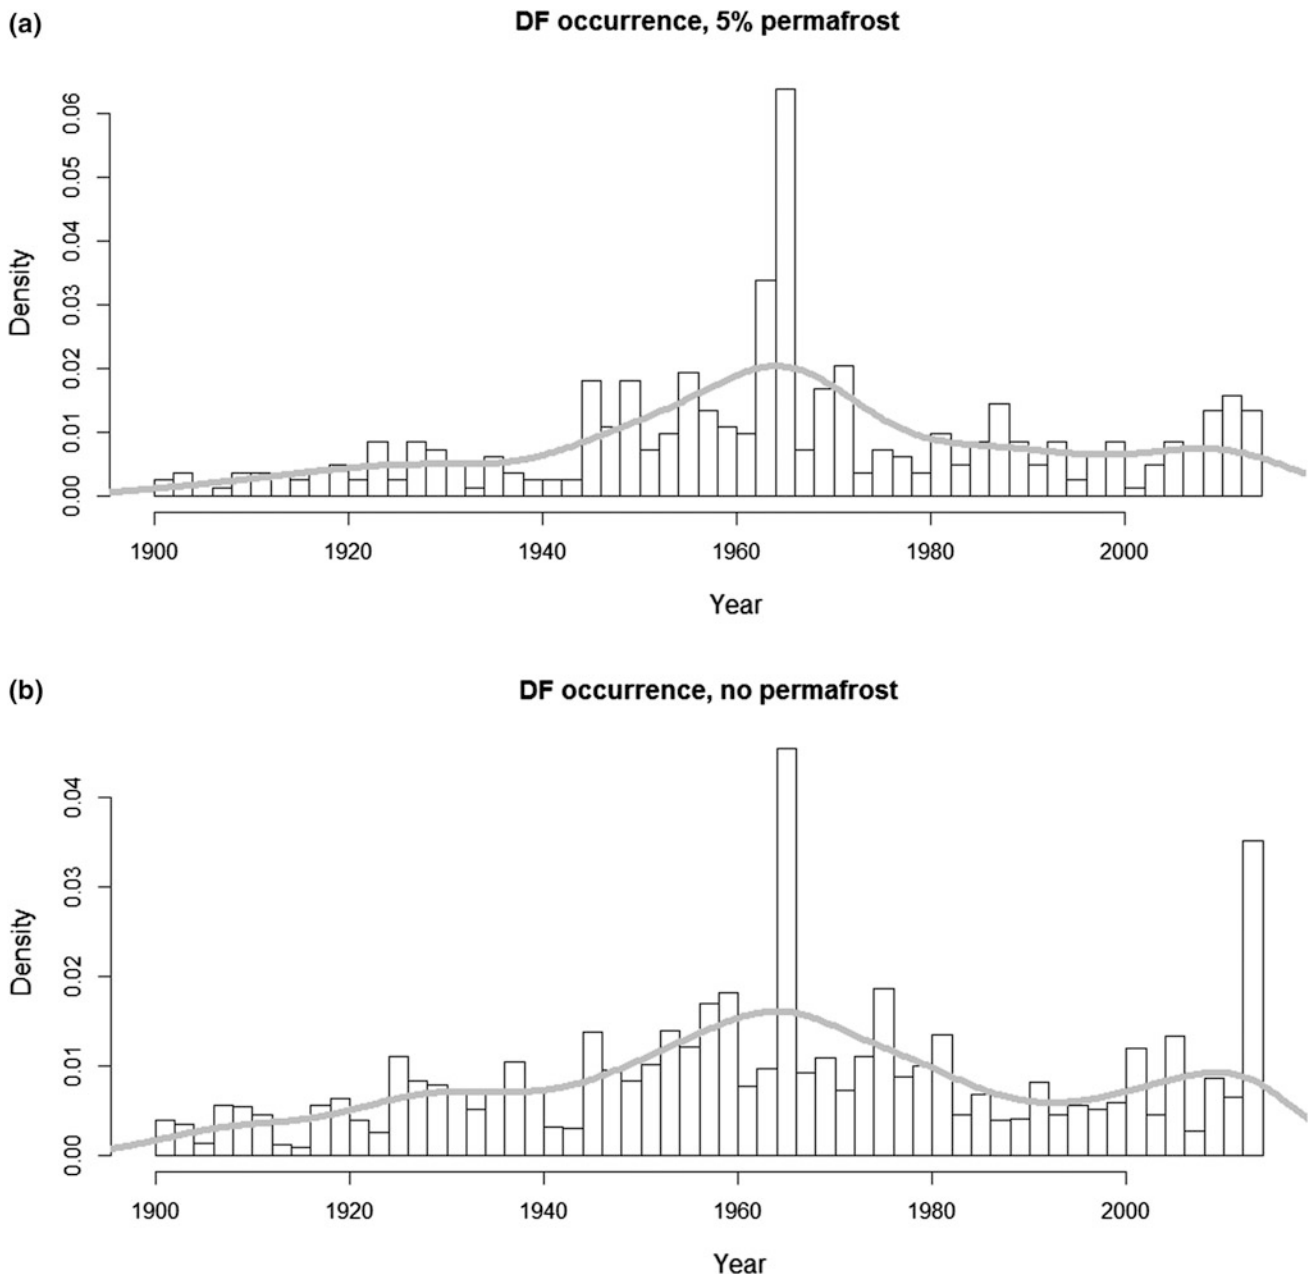 (a)
DF occurrence, 5% permafrost
0.06
0.05
0.04
0.03
0.02
0.01
0.00
Density
1900 1920 1940 1960 1980 2000
Year
(b)
DF occurrence, no permafrost
0.04
0.03
0.02
0.01
0.00
Density
1900 1920 1940 1960 1980 2000
Year